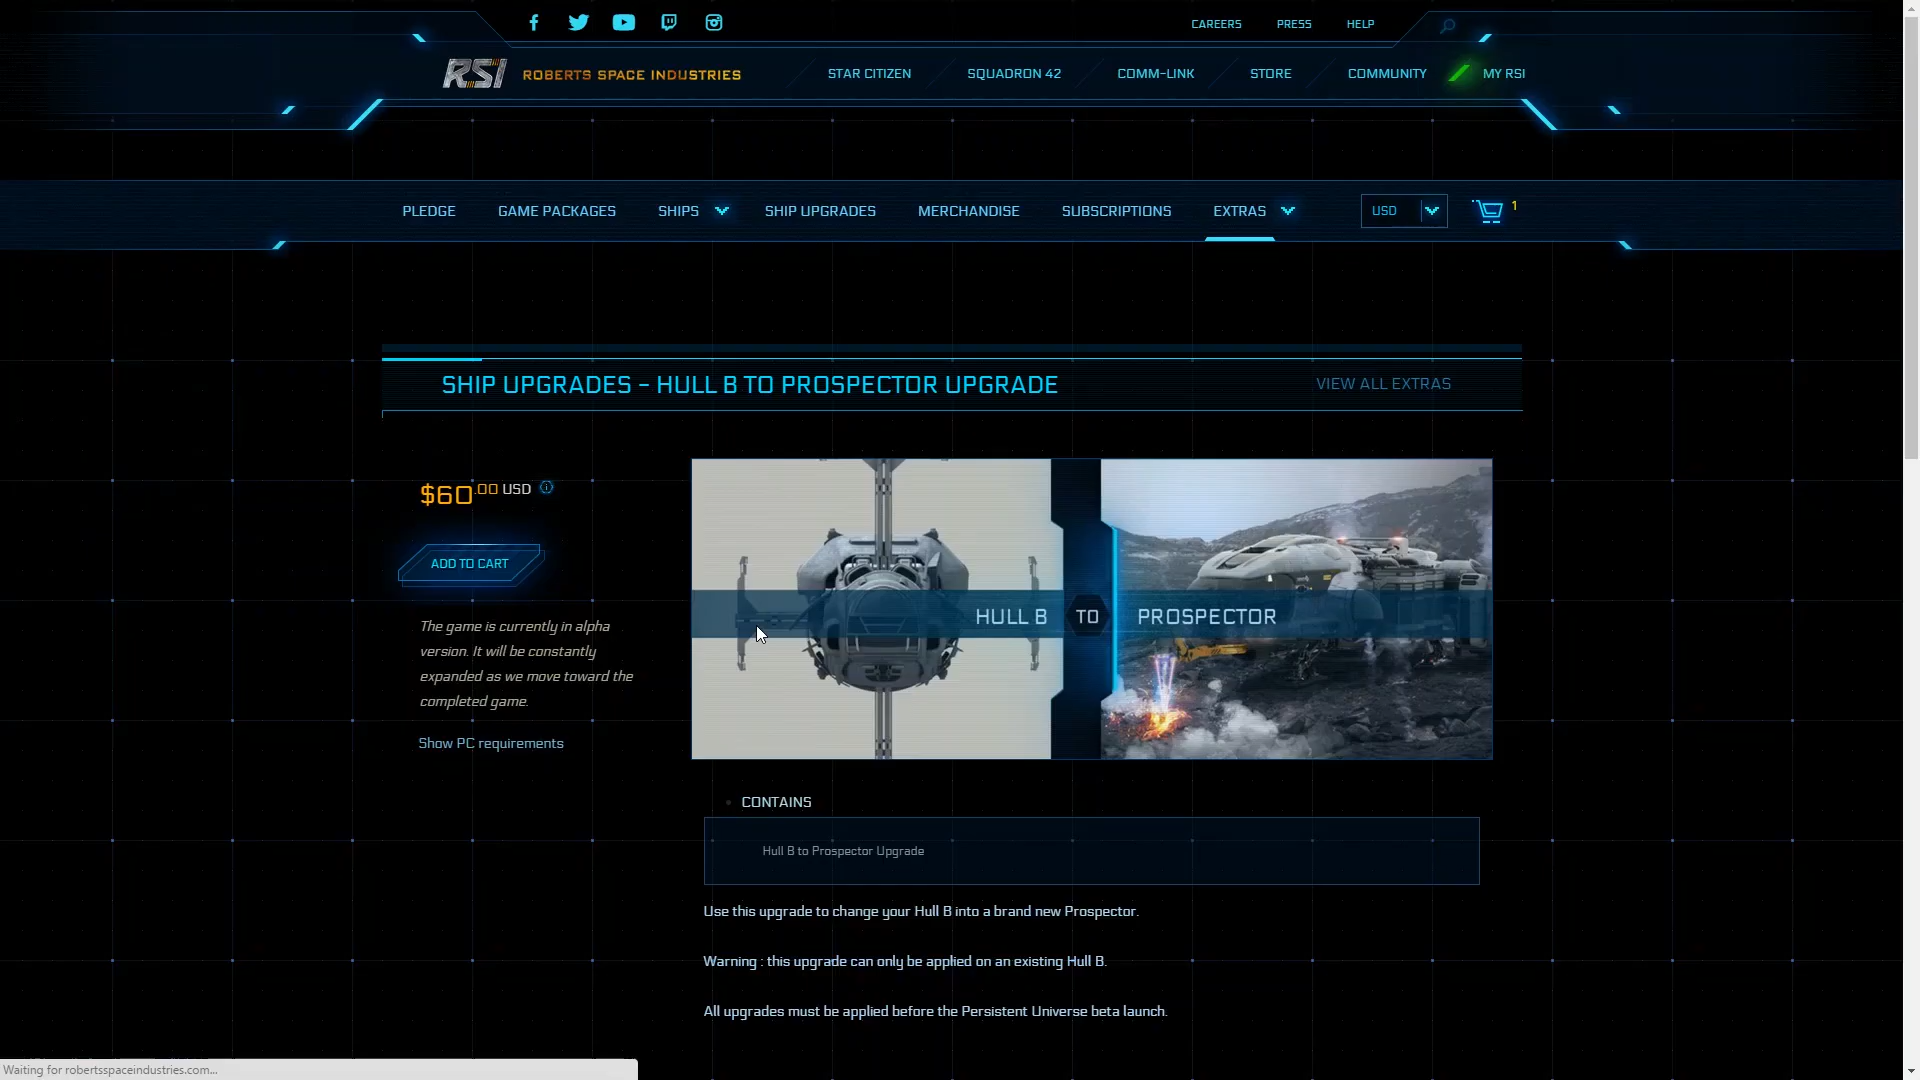 CAREERS PRESS HELP
RSI ROBERTS SPACE INDUSTRIES STAR CITIZEN SQUADRON 42 COMM-LINK STORE COMMUNITY MY RSI
PLEDGE GAME PACKAGES SHIPS SHIP UPGRADES MERCHANDISE SUBSCRIPTIONS EXTRAS USD 1
SHIP UPGRADES - HULL B TO PROSPECTOR UPGRADE VIEW ALL EXTRAS
$60.00 USD
ADD TO CART
The game is currently in alpha
version. It will be constantly
expanded as we move toward the
completed game.
Show PC requirements
HULL B TO PROSPECTOR
CONTAINS
Hull B to Prospector Upgrade
Use this upgrade to change your Hull B into a brand new Prospector.
Warning : this upgrade can only be applied on an existing Hull B.
All upgrades must be applied before the Persistent Universe beta launch.
Waiting for robertsspaceindustries.com...